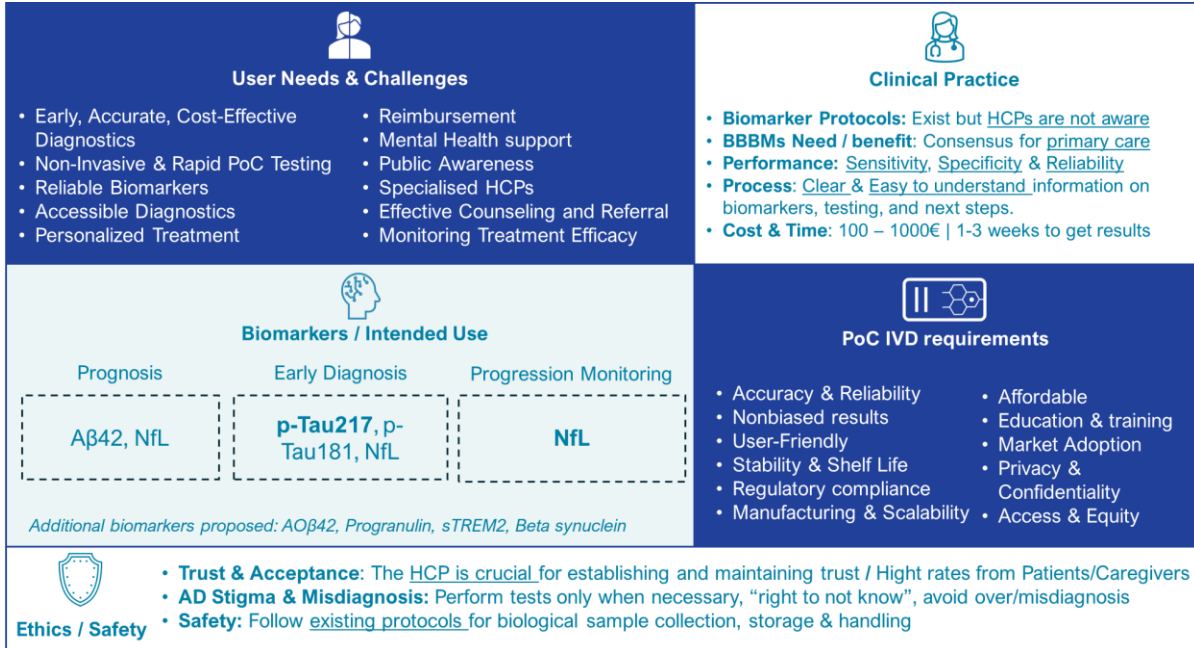 User Needs & Challenges
• Early, Accurate, Cost-Effective
Diagnostics
• Non-Invasive & Rapid PoC Testing
• Reliable Biomarkers
• Accessible Diagnostics
• Personalized Treatment
• Reimbursement
• Mental Health support
• Public Awareness
• Specialised HCPs
• Effective Counseling and Referral
• Monitoring Treatment Efficacy
Clinical Practice
• Biomarker Protocols: Exist but HCPs are not aware
• BBBMs Need / benefit: Consensus for primary care
• Performance: Sensitivity, Specificity & Reliability
• Process: Clear & Easy to understand information on
biomarkers, testing, and next steps.
• Cost & Time: 100 – 1000€ | 1-3 weeks to get results
Biomarkers / Intended Use
Prognosis
Aβ42, NfL
Early Diagnosis
p-Tau217, p-
Tau181, NfL
Progression Monitoring
NfL
Additional biomarkers proposed: AOβ42, Progranulin, sTREM2, Beta synuclein
PoC IVD requirements
• Accuracy & Reliability
• Nonbiased results
• User-Friendly
• Stability & Shelf Life
• Regulatory compliance
• Manufacturing & Scalability
• Affordable
• Education & training
• Market Adoption
• Privacy &
Confidentiality
• Access & Equity
Ethics / Safety
• Trust & Acceptance: The HCP is crucial for establishing and maintaining trust / Hight rates from Patients/Caregivers
• AD Stigma & Misdiagnosis: Perform tests only when necessary, “right to not know”, avoid over/misdiagnosis
• Safety: Follow existing protocols for biological sample collection, storage & handling